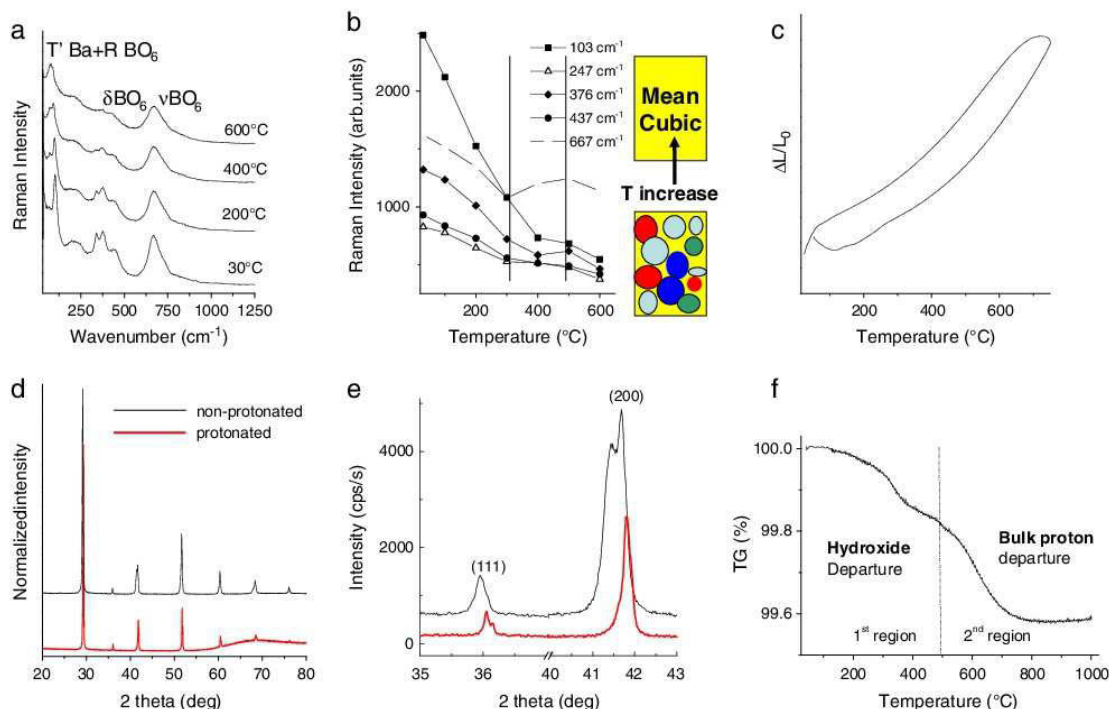 a
T' Ba+R BO6
δBO6 νBO6
600°C
400°C
200°C
30°C
Raman Intensity
250 500 750 1000 1250
Wavenumber (cm-1)
b
Raman Intensity (arb.units)
2000
1000
103 cm-1
247 cm-1
376 cm-1
437 cm-1
667 cm-1
200 400 600
Temperature (°C)
Mean
Cubic
T increase
c
ΔL/L0
200 400 600
Temperature (°C)
d
Normalizedintensity
non-protonated
protonated
20 30 40 50 60 70 80
2 theta (deg)
e
Intensity (cps/s)
4000
2000
0
(111)
(200)
35 36 40 41 42 43
2 theta (deg)
f
TG (%)
100.0
99.8
99.6
Hydroxide
Departure
Bulk proton
departure
1st region
2nd region
200 400 600 800 1000
Temperature (°C)